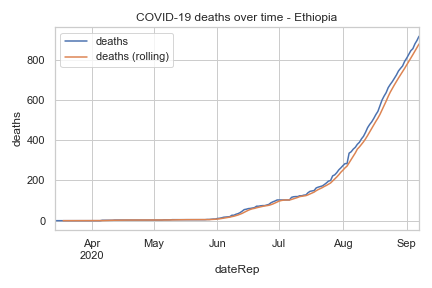 COVID-19 deaths over time - Ethiopia
deaths
deaths (rolling)
800
600
400
200
0
deaths
Apr
2020
May
Jun
Jul
Aug
Sep
dateRep